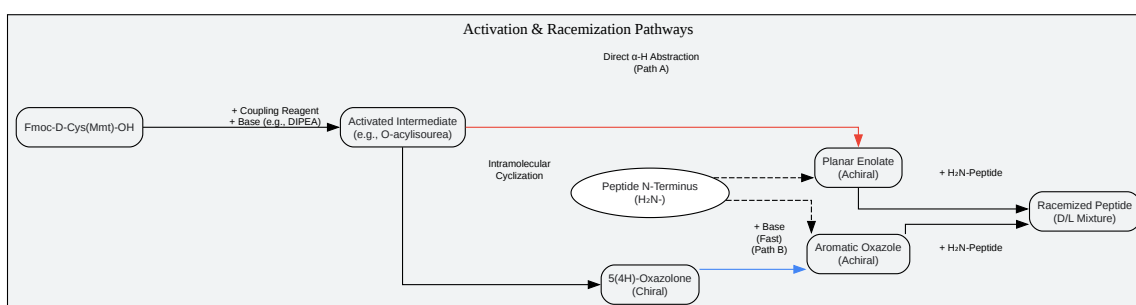 Activation & Racemization Pathways
Direct α-H Abstraction
(Path A)
Fmoc-D-Cys(Mmt)-OH
+ Coupling Reagent
+ Base (e.g., DIPEA)
Activated Intermediate
(e.g., O-acylisourea)
Intramolecular
Cyclization
Peptide N-Terminus
(H₂N-)
Planar Enolate
(Achiral)
+ H₂N-Peptide
Racemized Peptide
(D/L Mixture)
+ Base
(Fast)
(Path B)
Aromatic Oxazole
(Achiral)
+ H₂N-Peptide
5(4H)-Oxazolone
(Chiral)